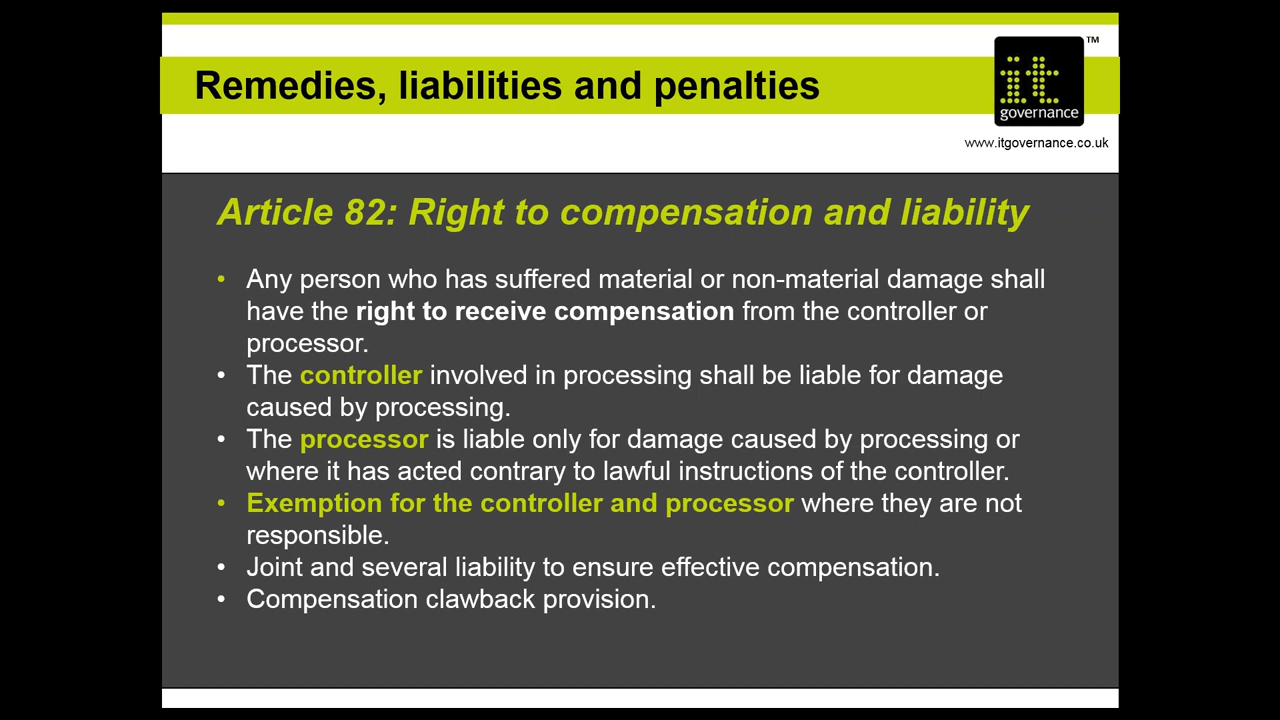 Remedies, liabilities and penalties
it
governance
™
www.itgovernance.co.uk
Article 82: Right to compensation and liability
• Any person who has suffered material or non-material damage shall
have the right to receive compensation from the controller or
processor.
• The controller involved in processing shall be liable for damage
caused by processing.
• The processor is liable only for damage caused by processing or
where it has acted contrary to lawful instructions of the controller.
• Exemption for the controller and processor where they are not
responsible.
• Joint and several liability to ensure effective compensation.
• Compensation clawback provision.